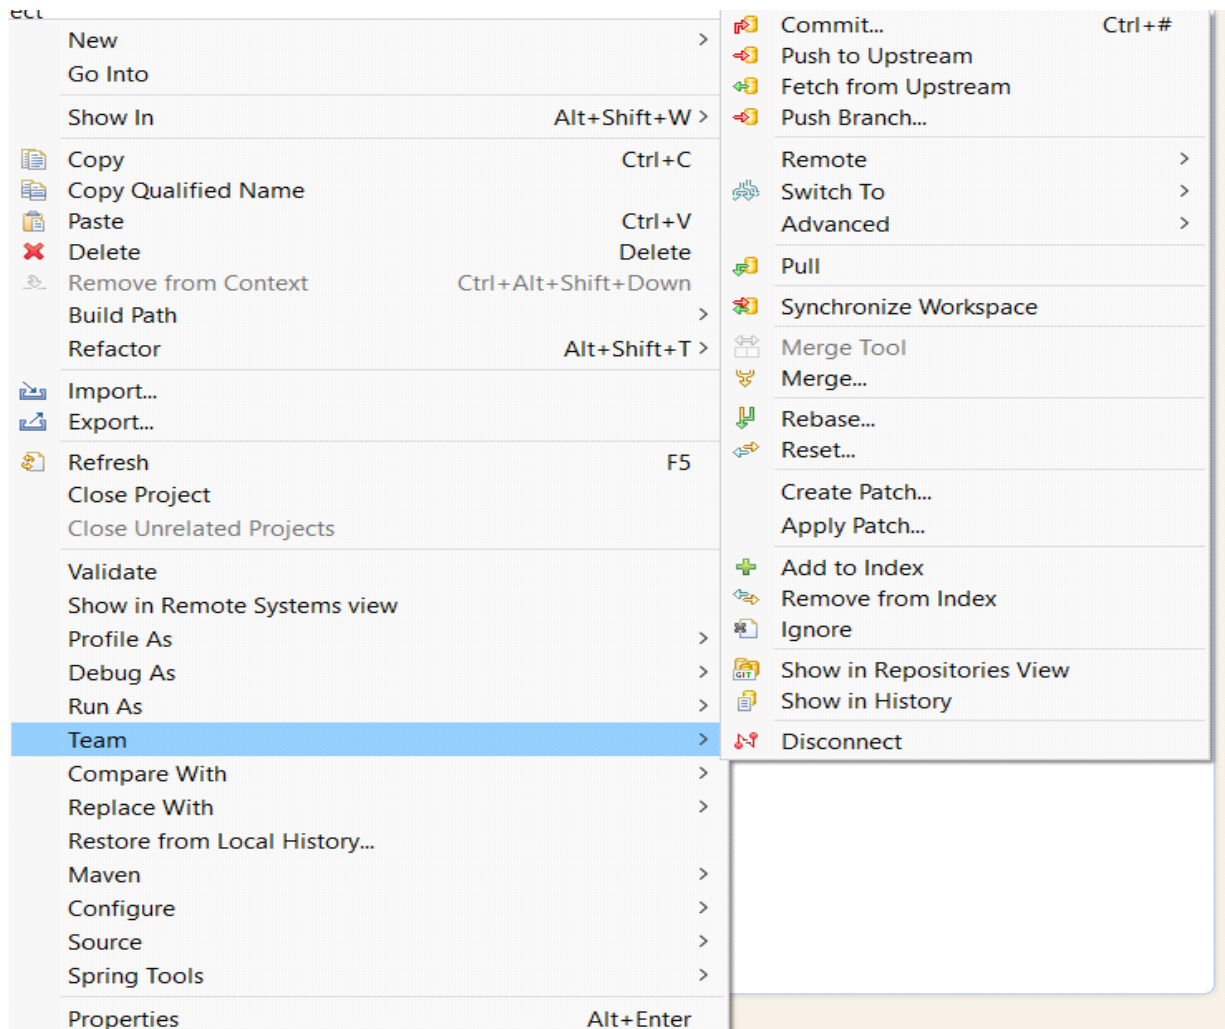 ect
New
Go Into
Show In Alt+Shift+W
Copy Ctrl+C
Copy Qualified Name
Paste Ctrl+V
Delete Delete
Remove from Context Ctrl+Alt+Shift+Down
Build Path
Refactor Alt+Shift+T
Import...
Export...
Refresh F5
Close Project
Close Unrelated Projects
Validate
Show in Remote Systems view
Profile As
Debug As
Run As
Team
Compare With
Replace With
Restore from Local History...
Maven
Configure
Source
Spring Tools
Properties Alt+Enter
Commit... Ctrl+#
Push to Upstream
Fetch from Upstream
Push Branch...
Remote
Switch To
Advanced
Pull
Synchronize Workspace
Merge Tool
Merge...
Rebase...
Reset...
Create Patch...
Apply Patch...
Add to Index
Remove from Index
Ignore
GIT
Show in Repositories View
Show in History
Disconnect